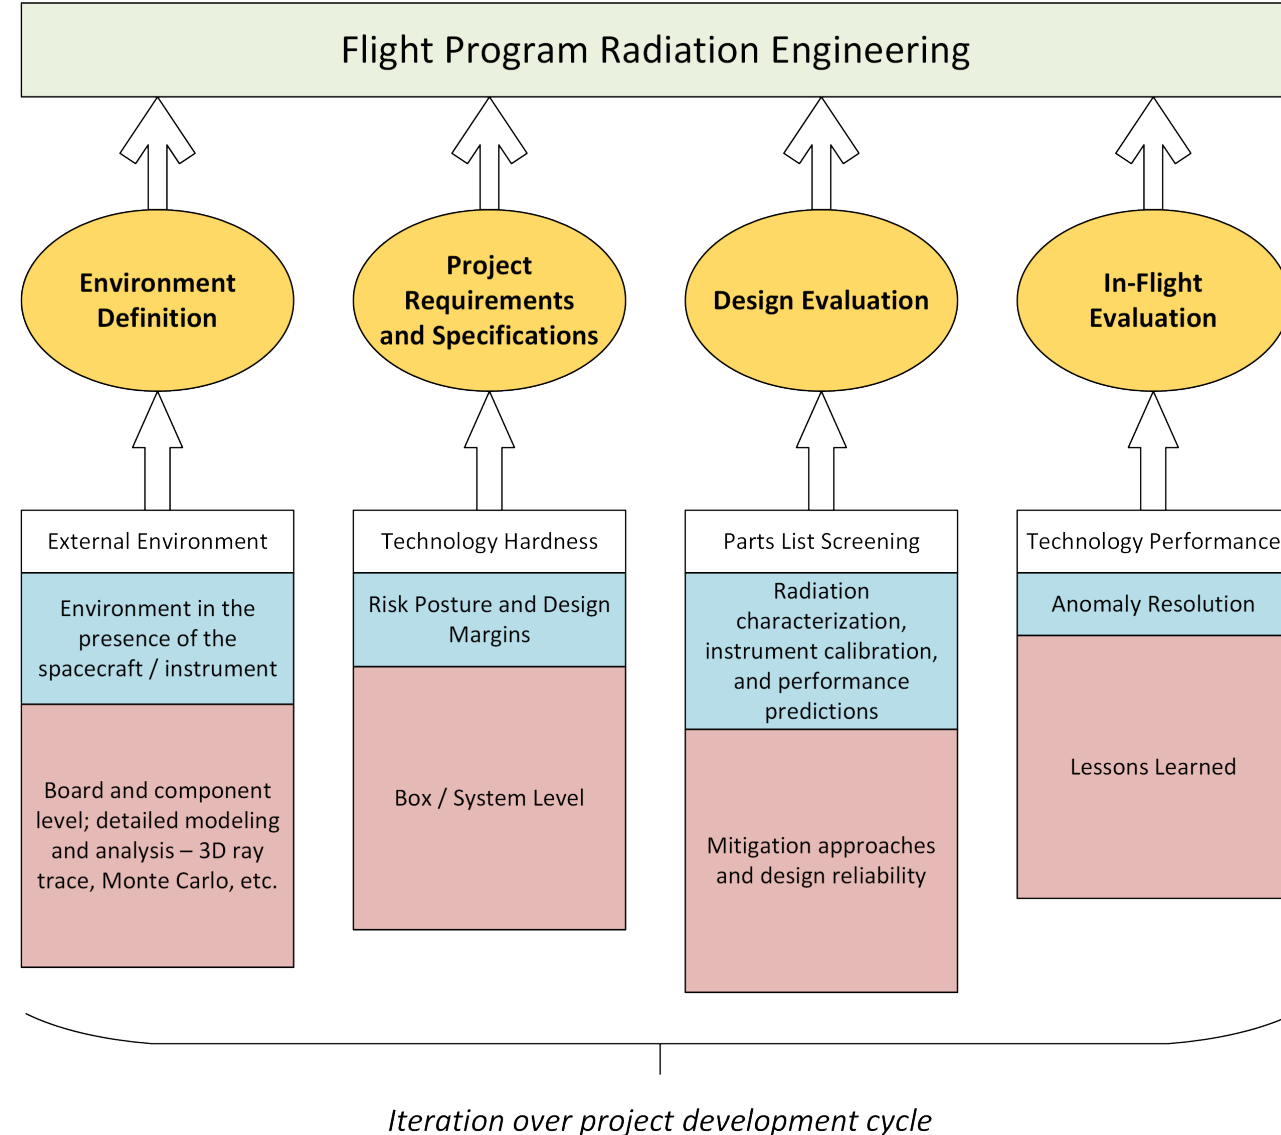 Flight Program Radiation Engineering
Environment
Definition
Project
Requirements
and Specifications
Design Evaluation
In-Flight
Evaluation
External Environment
Environment in the
presence of the
spacecraft / instrument
Board and component
level; detailed modeling
and analysis – 3D ray
trace, Monte Carlo, etc.
Technology Hardness
Risk Posture and Design
Margins
Box / System Level
Parts List Screening
Radiation
characterization,
instrument calibration,
and performance
predictions
Mitigation approaches
and design reliability
Technology Performance
Anomaly Resolution
Lessons Learned
Iteration over project development cycle